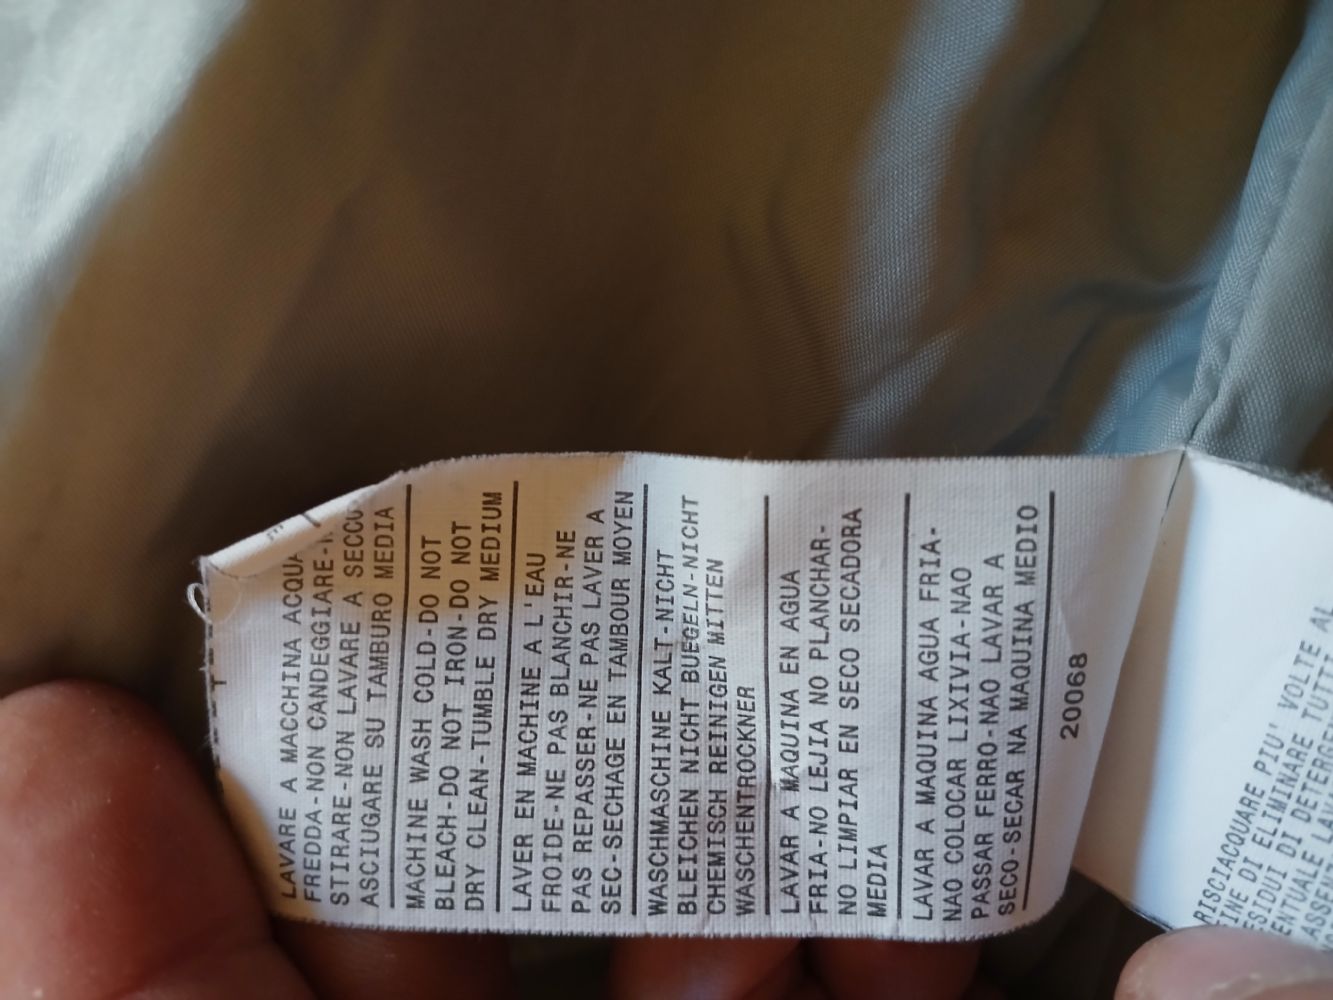 LAVARE A MACCHINA ACQUA
FREDDA-NON CANDEGGIARE-
STIRARE-NON LAVARE A SECCO
ASCIUGARE SU TAMBURO MEDIA
MACHINE WASH COLD-DO NOT
BLEACH-DO NOT IRON-DO NOT
DRY CLEAN-TUMBLE DRY MEDIUM
LAVER EN MACHINE A L'EAU
FROIDE-NE PAS BLANCHIR-NE
PAS REPASSER-NE PAS LAVER A
SEC-SECHAGE EN TAMBOUR MOYEN
WASCHMASCHINE KALT-NICHT
BLEICHEN NICHT BUEGELN-NICHT
CHEMISCH REINIGEN MITTEN
WASCHENTROCKNER
LAVAR A MAQUINA EN AGUA
FRIA-NO LEJIA NO PLANCHAR-
NO LIMPIAR EN SECO SECADORA
MEDIA
LAVAR A MAQUINA AGUA FRIA-
NAO COLOCAR LIXIVIA-NAO
PASSAR FERRO-NAO LAVAR A
SECO-SECAR NA MAQUINA MEDIO
20068
RISCIACQUARE PIU' VOLTE AL
INE DI ELIMINARE TUTTI
ESIDUI DI DETERGEN
ENTUALE